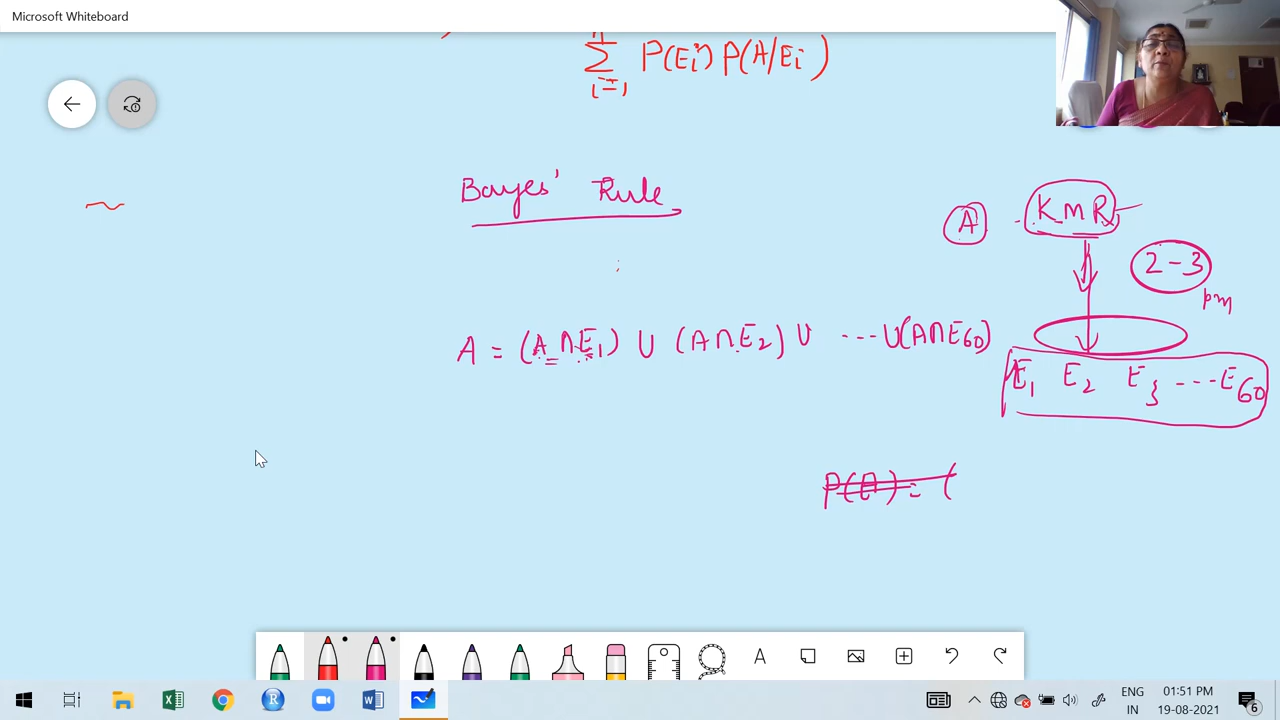 Microsoft Whiteboard
Σ P(Ei) P(A/Ei )
i=1
Bayes' Rule
A
KMR
2-3
pm
A = (A∩E1) U (A∩E2) U ---U(A∩E60)
E1 E2 E3 ---E60
P(A) = (
A
ENG
IN
01:51 PM
19-08-2021
6